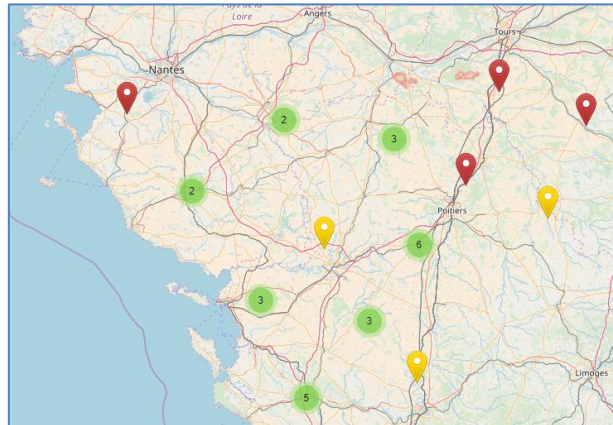 Pays de la
Loire
Angers
Tours
Nantes
2
3
2
Poitiers
6
3
3
Limoges
5